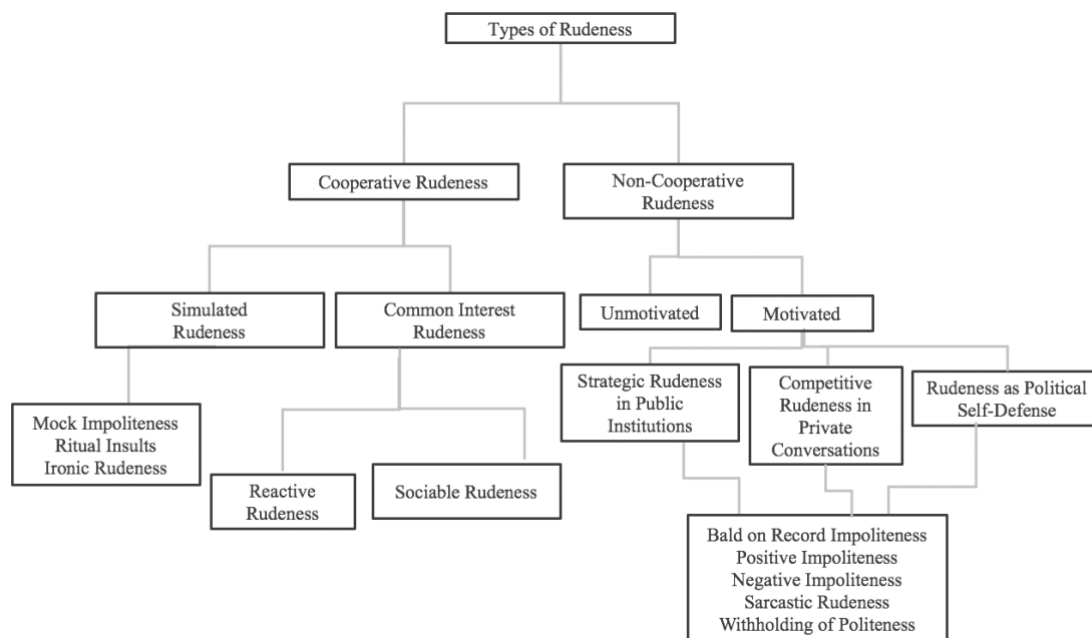 Types of Rudeness
Cooperative Rudeness
Non-Cooperative
Rudeness
Simulated
Rudeness
Common Interest
Rudeness
Unmotivated
Motivated
Mock Impoliteness
Ritual Insults
Ironic Rudeness
Reactive
Rudeness
Sociable Rudeness
Strategic Rudeness
in Public
Institutions
Competitive
Rudeness in
Private
Conversations
Rudeness as Political
Self-Defense
Bald on Record Impoliteness
Positive Impoliteness
Negative Impoliteness
Sarcastic Rudeness
Withholding of Politeness